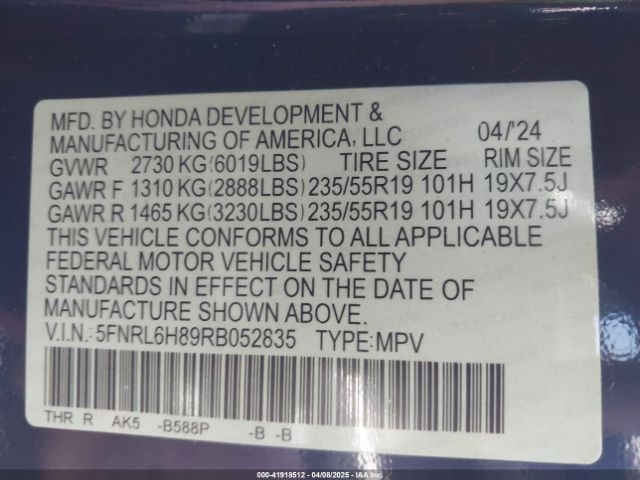 MFD. BY HONDA DEVELOPMENT &
MANUFACTURING OF AMERICA, LLC 04/'24
GVWR 2730 KG(6019LBS) TIRE SIZE RIM SIZE
GAWR F 1310 KG(2888LBS) 235/55R19 101H 19X7.5J
GAWR R 1465 KG(3230LBS) 235/55R19 101H 19X7.5J
THIS VEHICLE CONFORMS TO ALL APPLICABLE
FEDERAL MOTOR VEHICLE SAFETY
STANDARDS IN EFFECT ON THE DATE OF
MANUFACTURE SHOWN ABOVE.
V.I.N.: 5FNRL6H89RB052835 TYPE: MPV
THR R AK5 -B588P -B -B
000-41918512 04/08/2025 - IAAI.COM